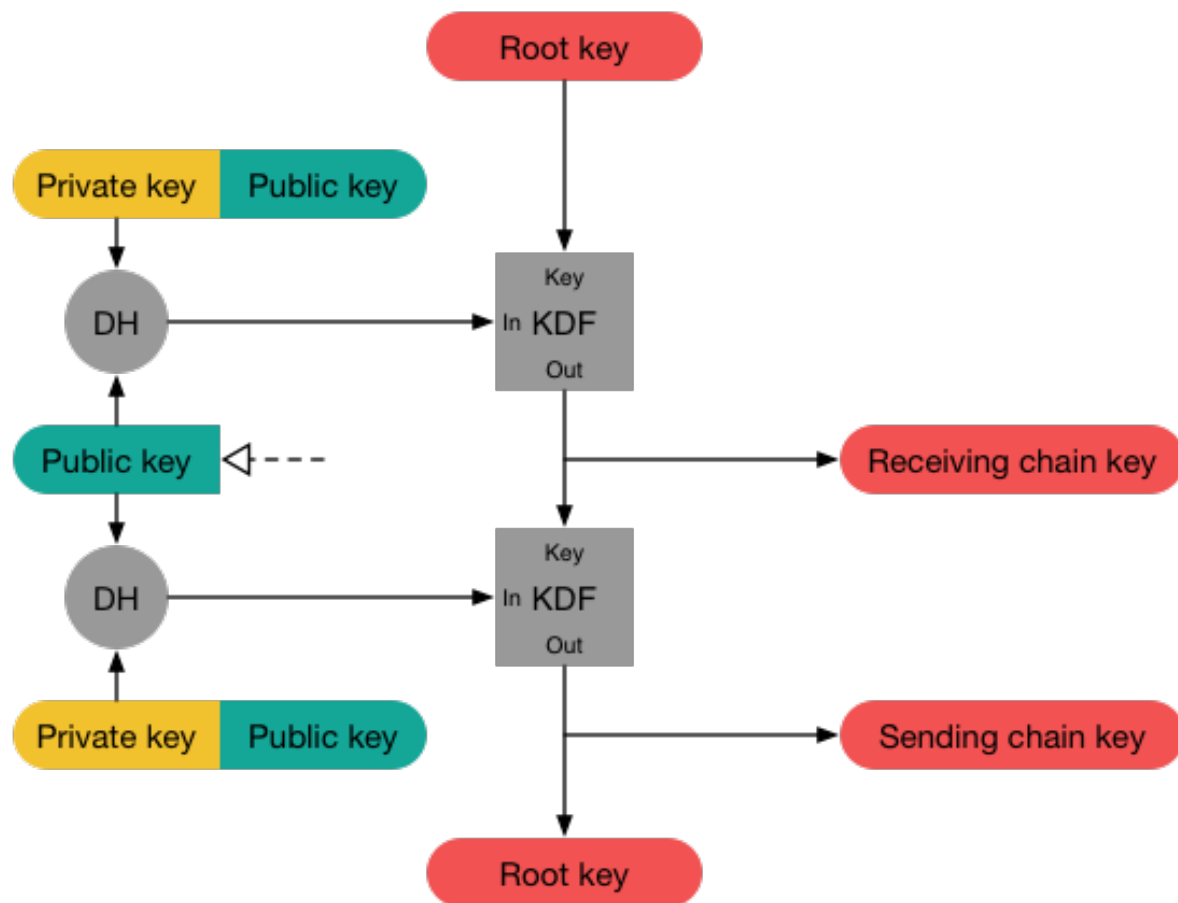 Root key
Private key Public key
Key
DH
In KDF
Out
Public key
Receiving chain key
Key
DH
In KDF
Out
Private key Public key
Sending chain key
Root key